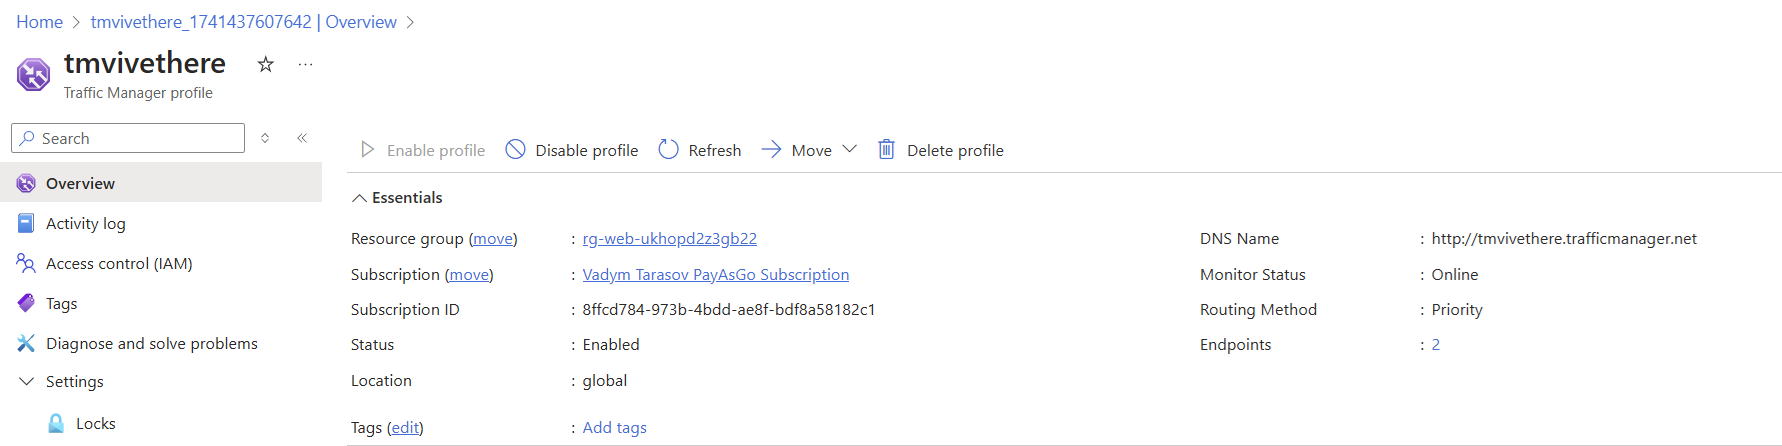 Home > tmvivethere_1741437607642 | Overview >
tmvivethere
Traffic Manager profile
Search
Enable profile Disable profile Refresh Move Delete profile
Overview
Activity log
Access control (IAM)
Tags
Diagnose and solve problems
Settings
Locks
Essentials
Resource group (move) : rg-web-ukhopd2z3gb22
Subscription (move) : Vadym Tarasov PayAsGo Subscription
Subscription ID : 8ffcd784-973b-4bdd-ae8f-bdf8a58182c1
Status : Enabled
Location : global
Tags (edit) : Add tags
DNS Name : http://tmvivethere.trafficmanager.net
Monitor Status : Online
Routing Method : Priority
Endpoints : 2